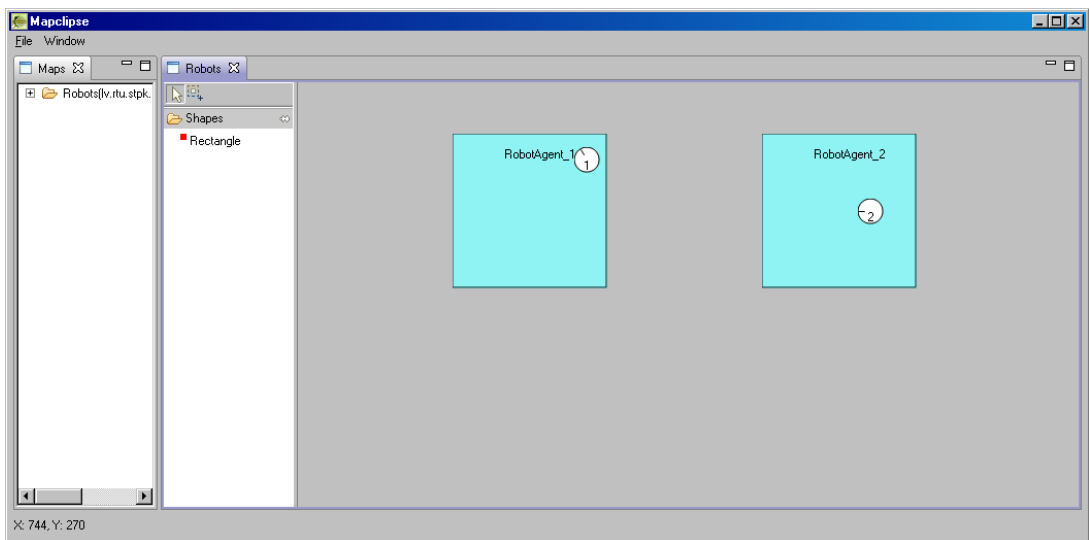 Mapclipse
File Window
Maps
Robots
Robots(lv.rtu.stpk.
Shapes
Rectangle
RobotAgent_1
1
RobotAgent_2
2
X: 744, Y: 270